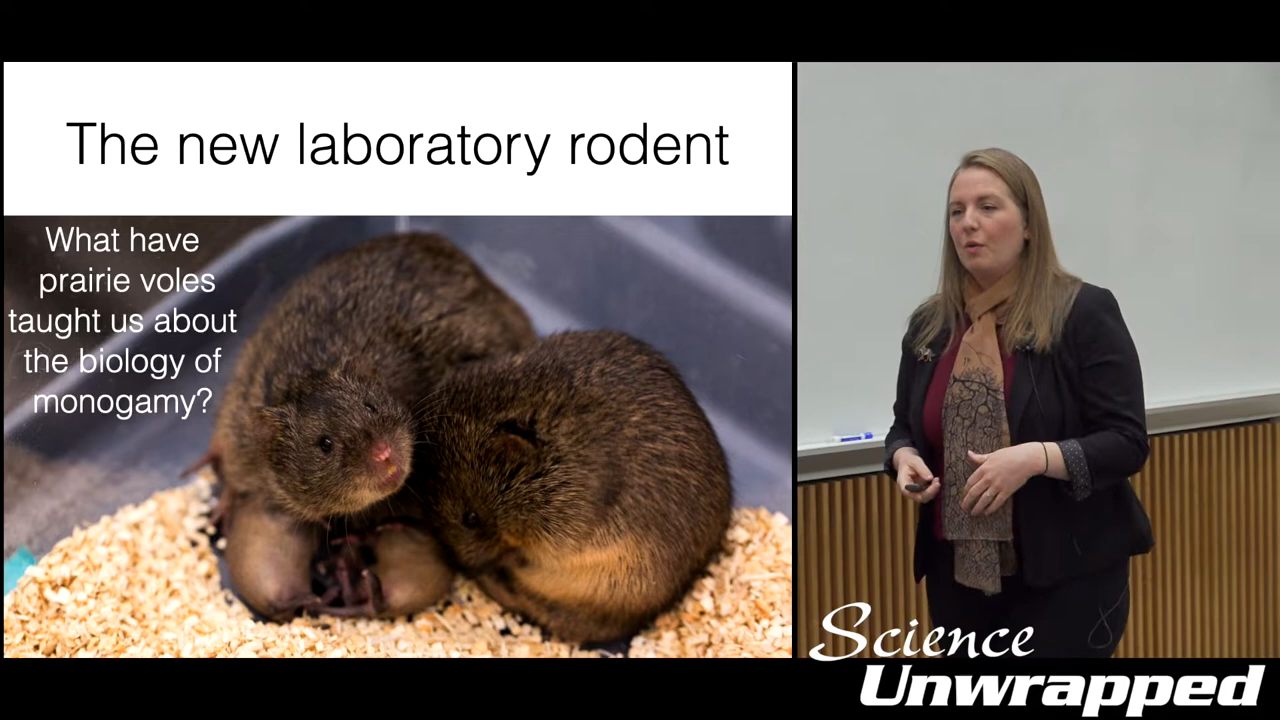 The new laboratory rodent
What have
prairie voles
taught us about
the biology of
monogamy?
Science
Unwrapped